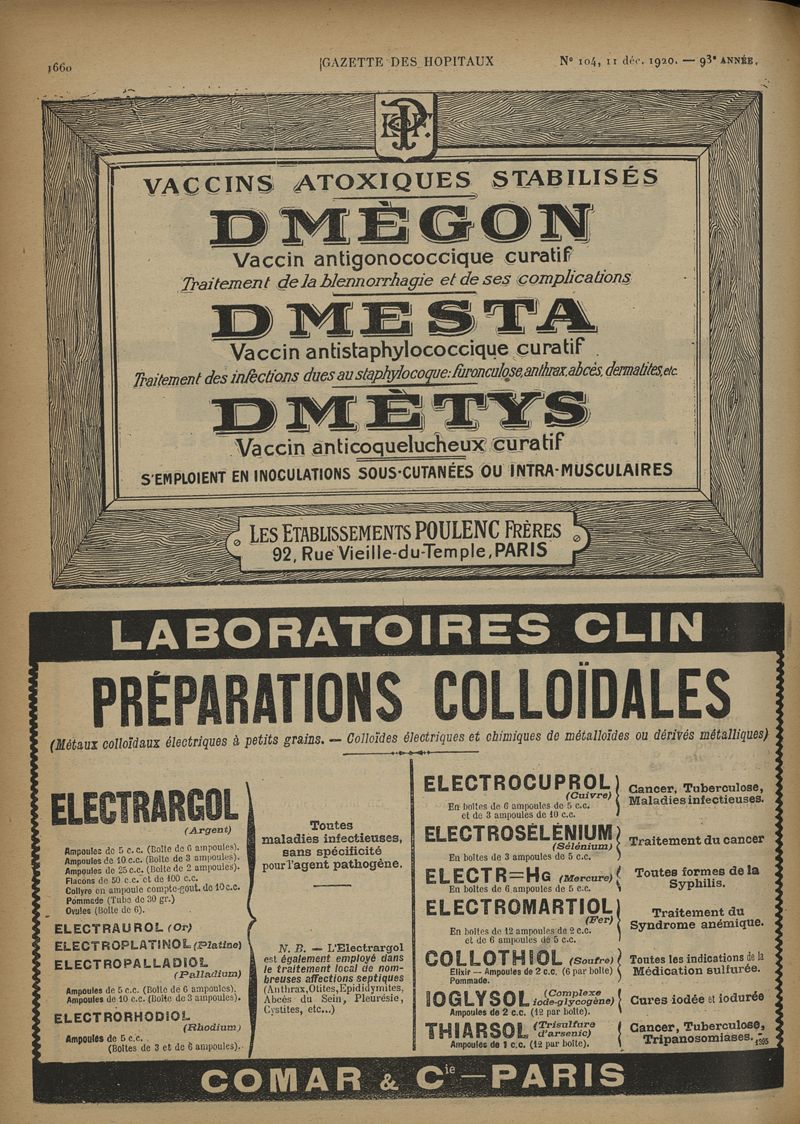 1660
GAZETTE DES HOPITAUX
N° 104, 11 déc. 1920. — 93e ANNÉE.
VACCINS ATOXIQUES STABILISÉS
DMÈGON
Vaccin antigonococcique curatif
Traitement de la blennorrhagie et de ses complications
DMESTA
Vaccin antistaphylococcique curatif
Traitement des infections dues au staphylocoque: furonculose, anthrax, abcès, dermatites, etc.
DMÈTYS
Vaccin anticoquelucheux curatif
S'EMPLOIENT EN INOCULATIONS SOUS-CUTANÉES OU INTRA-MUSCULAIRES
LES ETABLISSEMENTS POULENC FRÈRES
92, Rue Vieille-du-Temple, PARIS
LABORATOIRES CLIN
PRÉPARATIONS COLLOÏDALES
(Métaux colloïdaux électriques à petits grains. — Colloïdes électriques et chimiques de métalloïdes ou dérivés métalliques)
ELECTRARGOL
(Argent)
Ampoules de 5 c.c. (Boîte de 6 ampoules).
Ampoules de 10 c.c. (Boîte de 3 ampoules).
Ampoules de 25 c.c. (Boîte de 2 ampoules).
Flacons de 50 c.c. et de 100 c.c.
Collyre en ampoule compte-gout. de 10 c.c.
Pommade (Tube de 30 gr.)
Ovules (Boîte de 6).
ELECTRAUROL (Or)
ELECTROPLATINOL (Platine)
ELECTROPALLADIOL
(Palladium)
Ampoules de 5 c.c. (Boîte de 6 ampoules).
Ampoules de 10 c.c. (Boîte de 3 ampoules).
ELECTRORHODIOL
(Rhodium)
Ampoules de 5 c.c.
(Boîtes de 3 et de 6 ampoules).
Toutes
maladies infectieuses,
sans spécificité
pour l'agent pathogène.
N. B. — L'Electrargol
est également employé dans
le traitement local de nom-
breuses affections septiques
(Anthrax, Otites, Epididymites,
Abcès du Sein, Pleurésie,
Cystites, etc...)
ELECTROCUPROL
(Cuivre)
En boîtes de 6 ampoules de 5 c.c.
et de 3 ampoules de 10 c.c.
Cancer, Tuberculose,
Maladies infectieuses.
ELECTROSÉLÉNIUM
(Sélénium)
En boîtes de 3 ampoules de 5 c.c.
Traitement du cancer
ELECTR=HG (Mercure)
En boîtes de 6 ampoules de 5 c.c.
Toutes formes de la
Syphilis.
ELECTROMARTIOL
(Fer)
En boîtes de 12 ampoules de 2 c.c.
et de 6 ampoules de 5 c.c.
Traitement du
Syndrome anémique.
COLLOTHIOL (Soufre)
Elixir — Ampoules de 2 c.c. (6 par boîte)
Pommade.
Toutes les indications de la
Médication sulfurée.
IOGLYSOL (Complexe
iode-glycogène)
Ampoules de 2 c.c. (12 par boîte).
Cures iodée et iodurée
THIARSOL (Trisulfure
d'arsenic)
Ampoules de 1 c.c. (12 par boîte).
Cancer, Tuberculose,
Tripanosomiases.
1595
COMAR & Cie — PARIS